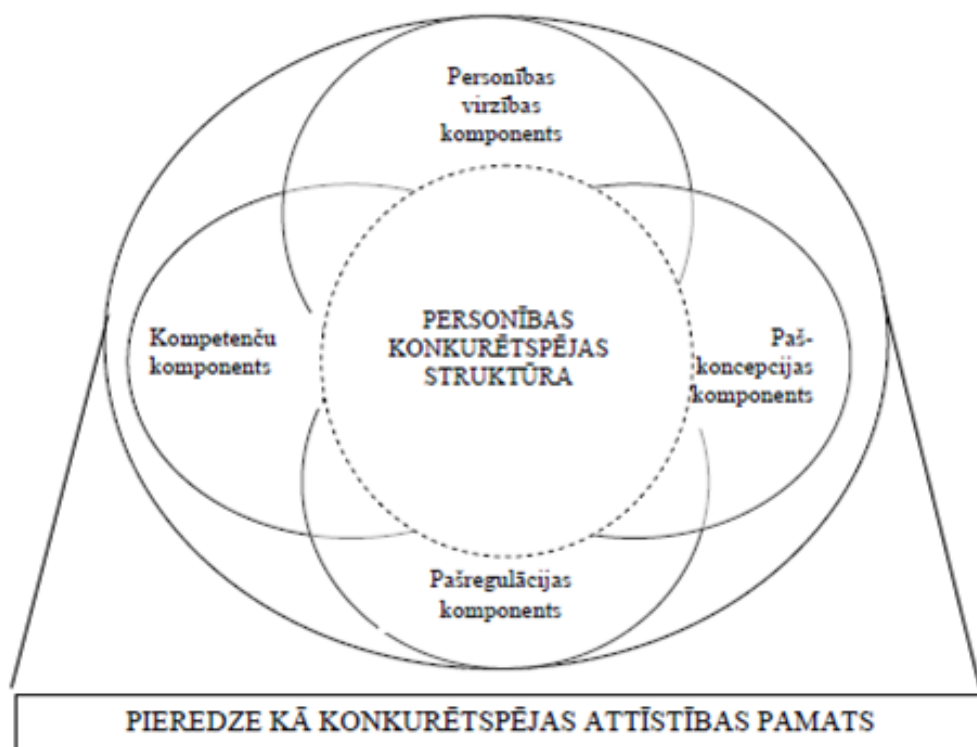 Personības
virzības
komponents
Kompetenču
komponents
PERSONĪBAS
KONKURĒTSPĒJAS
STRUKTŪRA
Paš-
koncepcijas
komponents
Pašregulācijas
komponents
PIEREDZE KĀ KONKURĒTSPĒJAS ATTĪSTĪBAS PAMATS